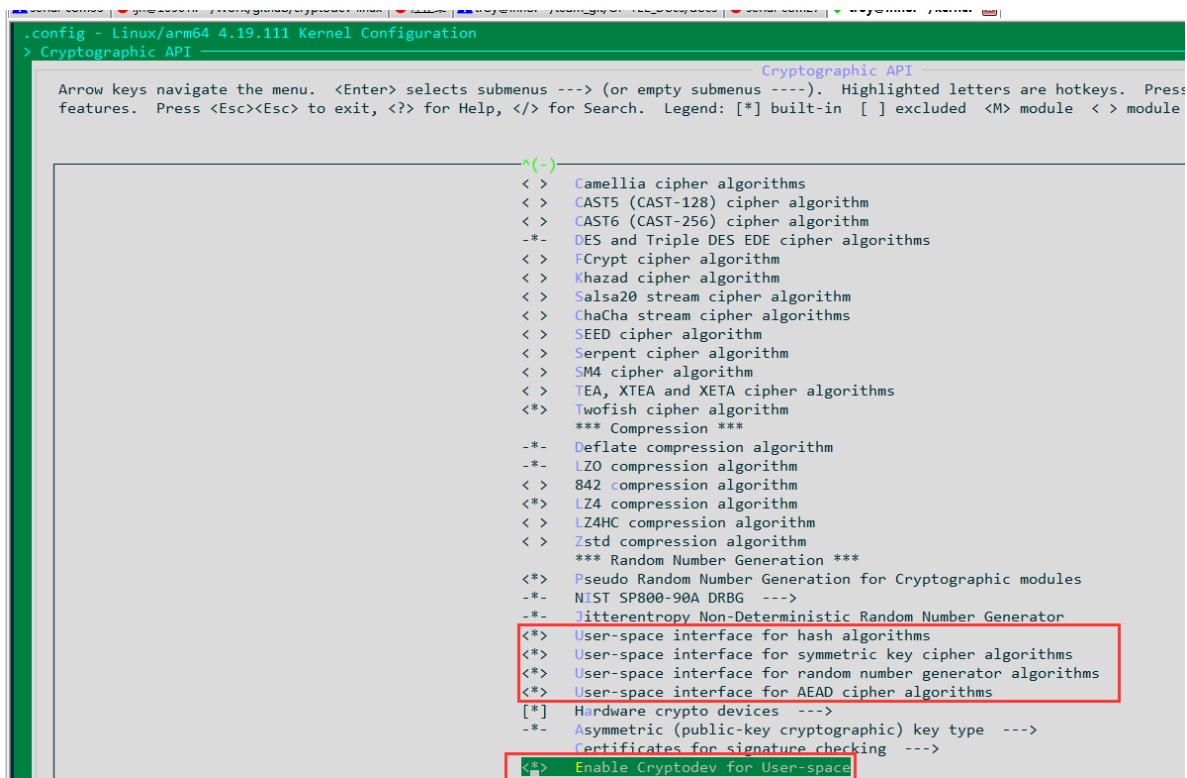 .config - Linux/arm64 4.19.111 Kernel Configuration
> Cryptographic API
Cryptographic API
Arrow keys navigate the menu. <Enter> selects submenus ---> (or empty submenus ----). Highlighted letters are hotkeys. Press
features. Press <Esc><Esc> to exit, <?> for Help, </> for Search. Legend: [*] built-in [ ] excluded <M> module < > module
^(-)
< > Camellia cipher algorithms
< > CAST5 (CAST-128) cipher algorithm
< > CAST6 (CAST-256) cipher algorithm
-*- DES and Triple DES EDE cipher algorithms
< > FCrypt cipher algorithm
< > Khazad cipher algorithm
< > Salsa20 stream cipher algorithm
< > ChaCha stream cipher algorithms
< > SEED cipher algorithm
< > Serpent cipher algorithm
< > SM4 cipher algorithm
< > TEA, XTEA and XETA cipher algorithms
<*> Twofish cipher algorithm
*** Compression ***
-*- Deflate compression algorithm
-*- LZO compression algorithm
< > 842 compression algorithm
<*> LZ4 compression algorithm
< > LZ4HC compression algorithm
< > Zstd compression algorithm
*** Random Number Generation ***
<*> Pseudo Random Number Generation for Cryptographic modules
-*- NIST SP800-90A DRBG --->
-*- Jitterentropy Non-Deterministic Random Number Generator
<*> User-space interface for hash algorithms
<*> User-space interface for symmetric key cipher algorithms
<*> User-space interface for random number generator algorithms
<*> User-space interface for AEAD cipher algorithms
[*] Hardware crypto devices --->
-*- Asymmetric (public-key cryptographic) key type --->
Certificates for signature checking --->
<*> Enable Cryptodev for User-space